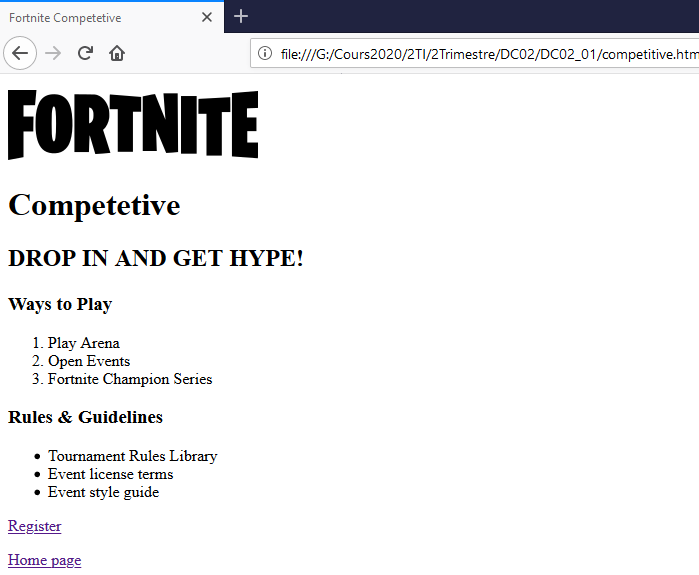 Fortnite Competetive
file:///G:/Cours2020/2TI/2Trimestre/DC02/DC02_01/competitive.htm
FORTNITE
Competetive
DROP IN AND GET HYPE!
Ways to Play
1. Play Arena
2. Open Events
3. Fortnite Champion Series
Rules & Guidelines
• Tournament Rules Library
• Event license terms
• Event style guide
Register
Home page